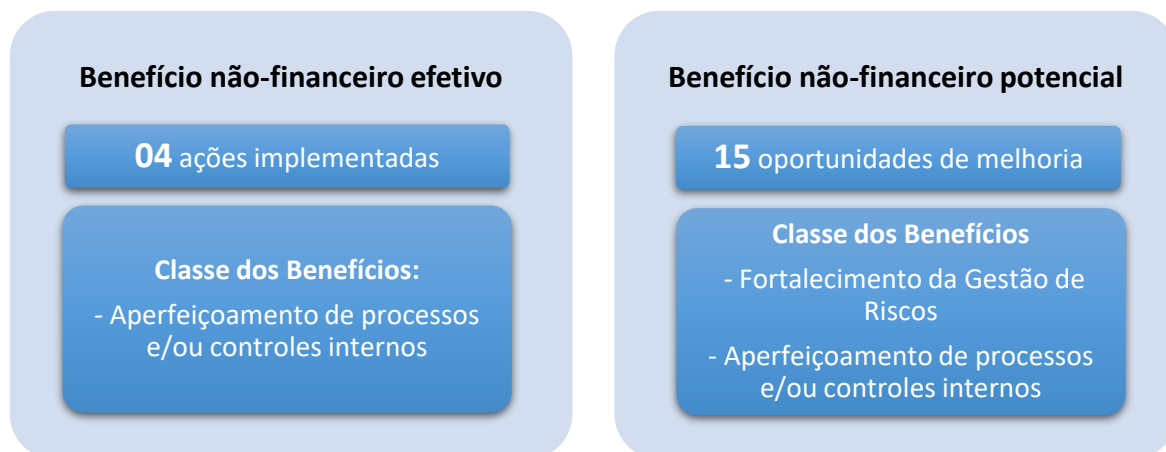 Benefício não-financeiro efetivo
04 ações implementadas
Classe dos Benefícios:
- Aperfeiçoamento de processos
e/ou controles internos
Benefício não-financeiro potencial
15 oportunidades de melhoria
Classe dos Benefícios
- Fortalecimento da Gestão de
Riscos
- Aperfeiçoamento de processos
e/ou controles internos